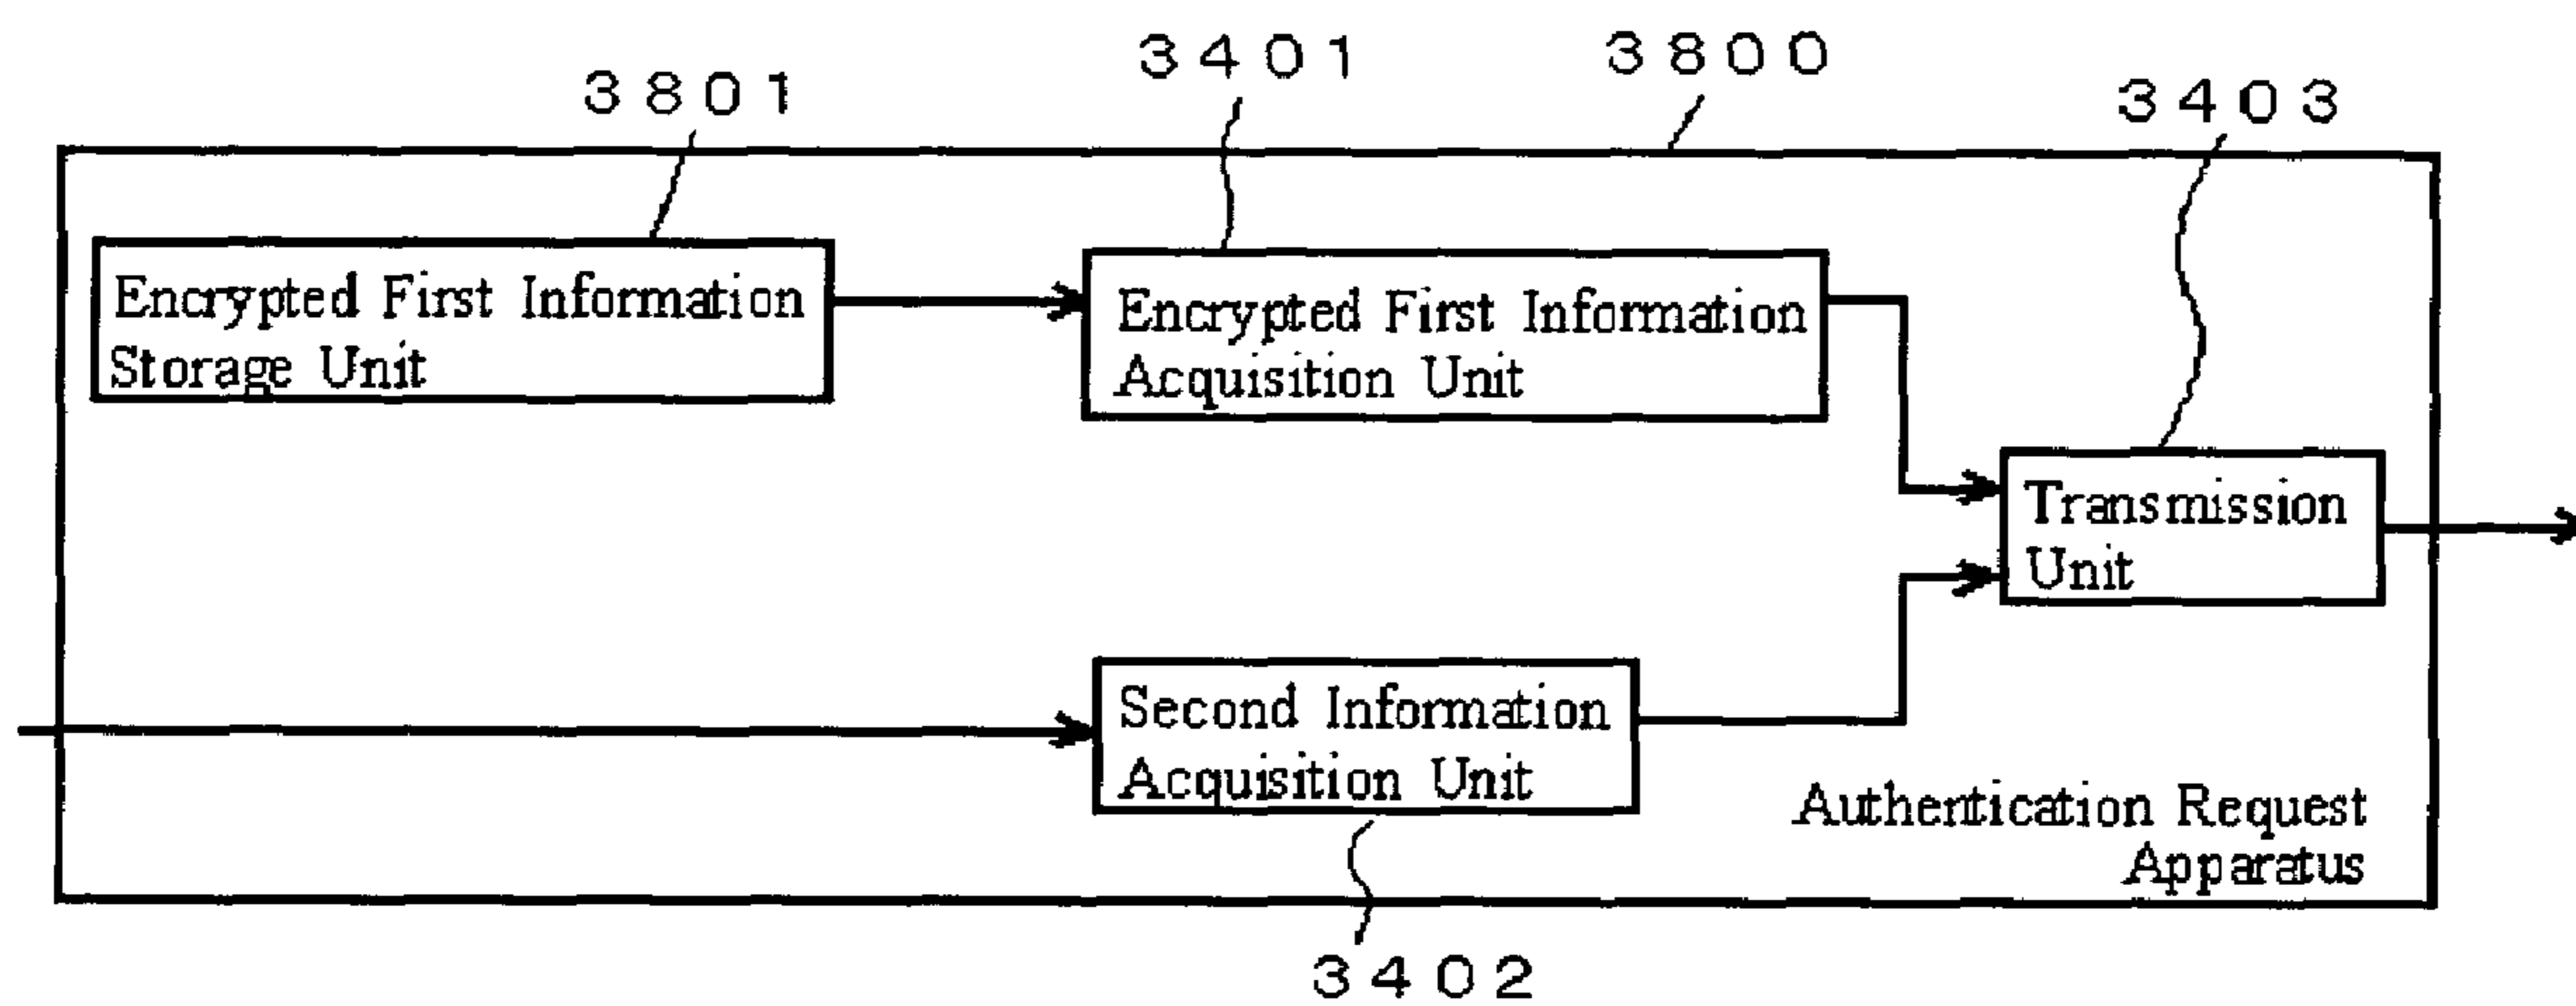 3801
3401
3800
3403
Encrypted First Information
Storage Unit
Encrypted First Information
Acquisition Unit
Transmission
Unit
Second Information
Acquisition Unit
Authentication Request
Apparatus
3402